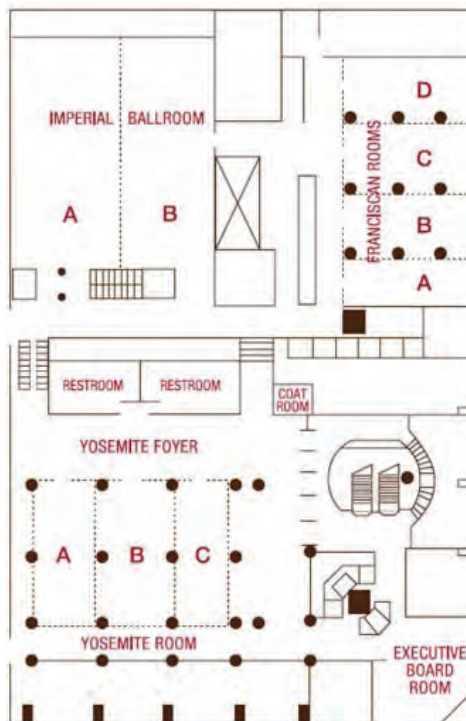 IMPERIAL BALLROOM
A
B
FRANCISCAN ROOMS
D
C
B
A
RESTROOM
RESTROOM
COAT
ROOM
YOSEMITE FOYER
A
B
C
YOSEMITE ROOM
EXECUTIVE
BOARD
ROOM